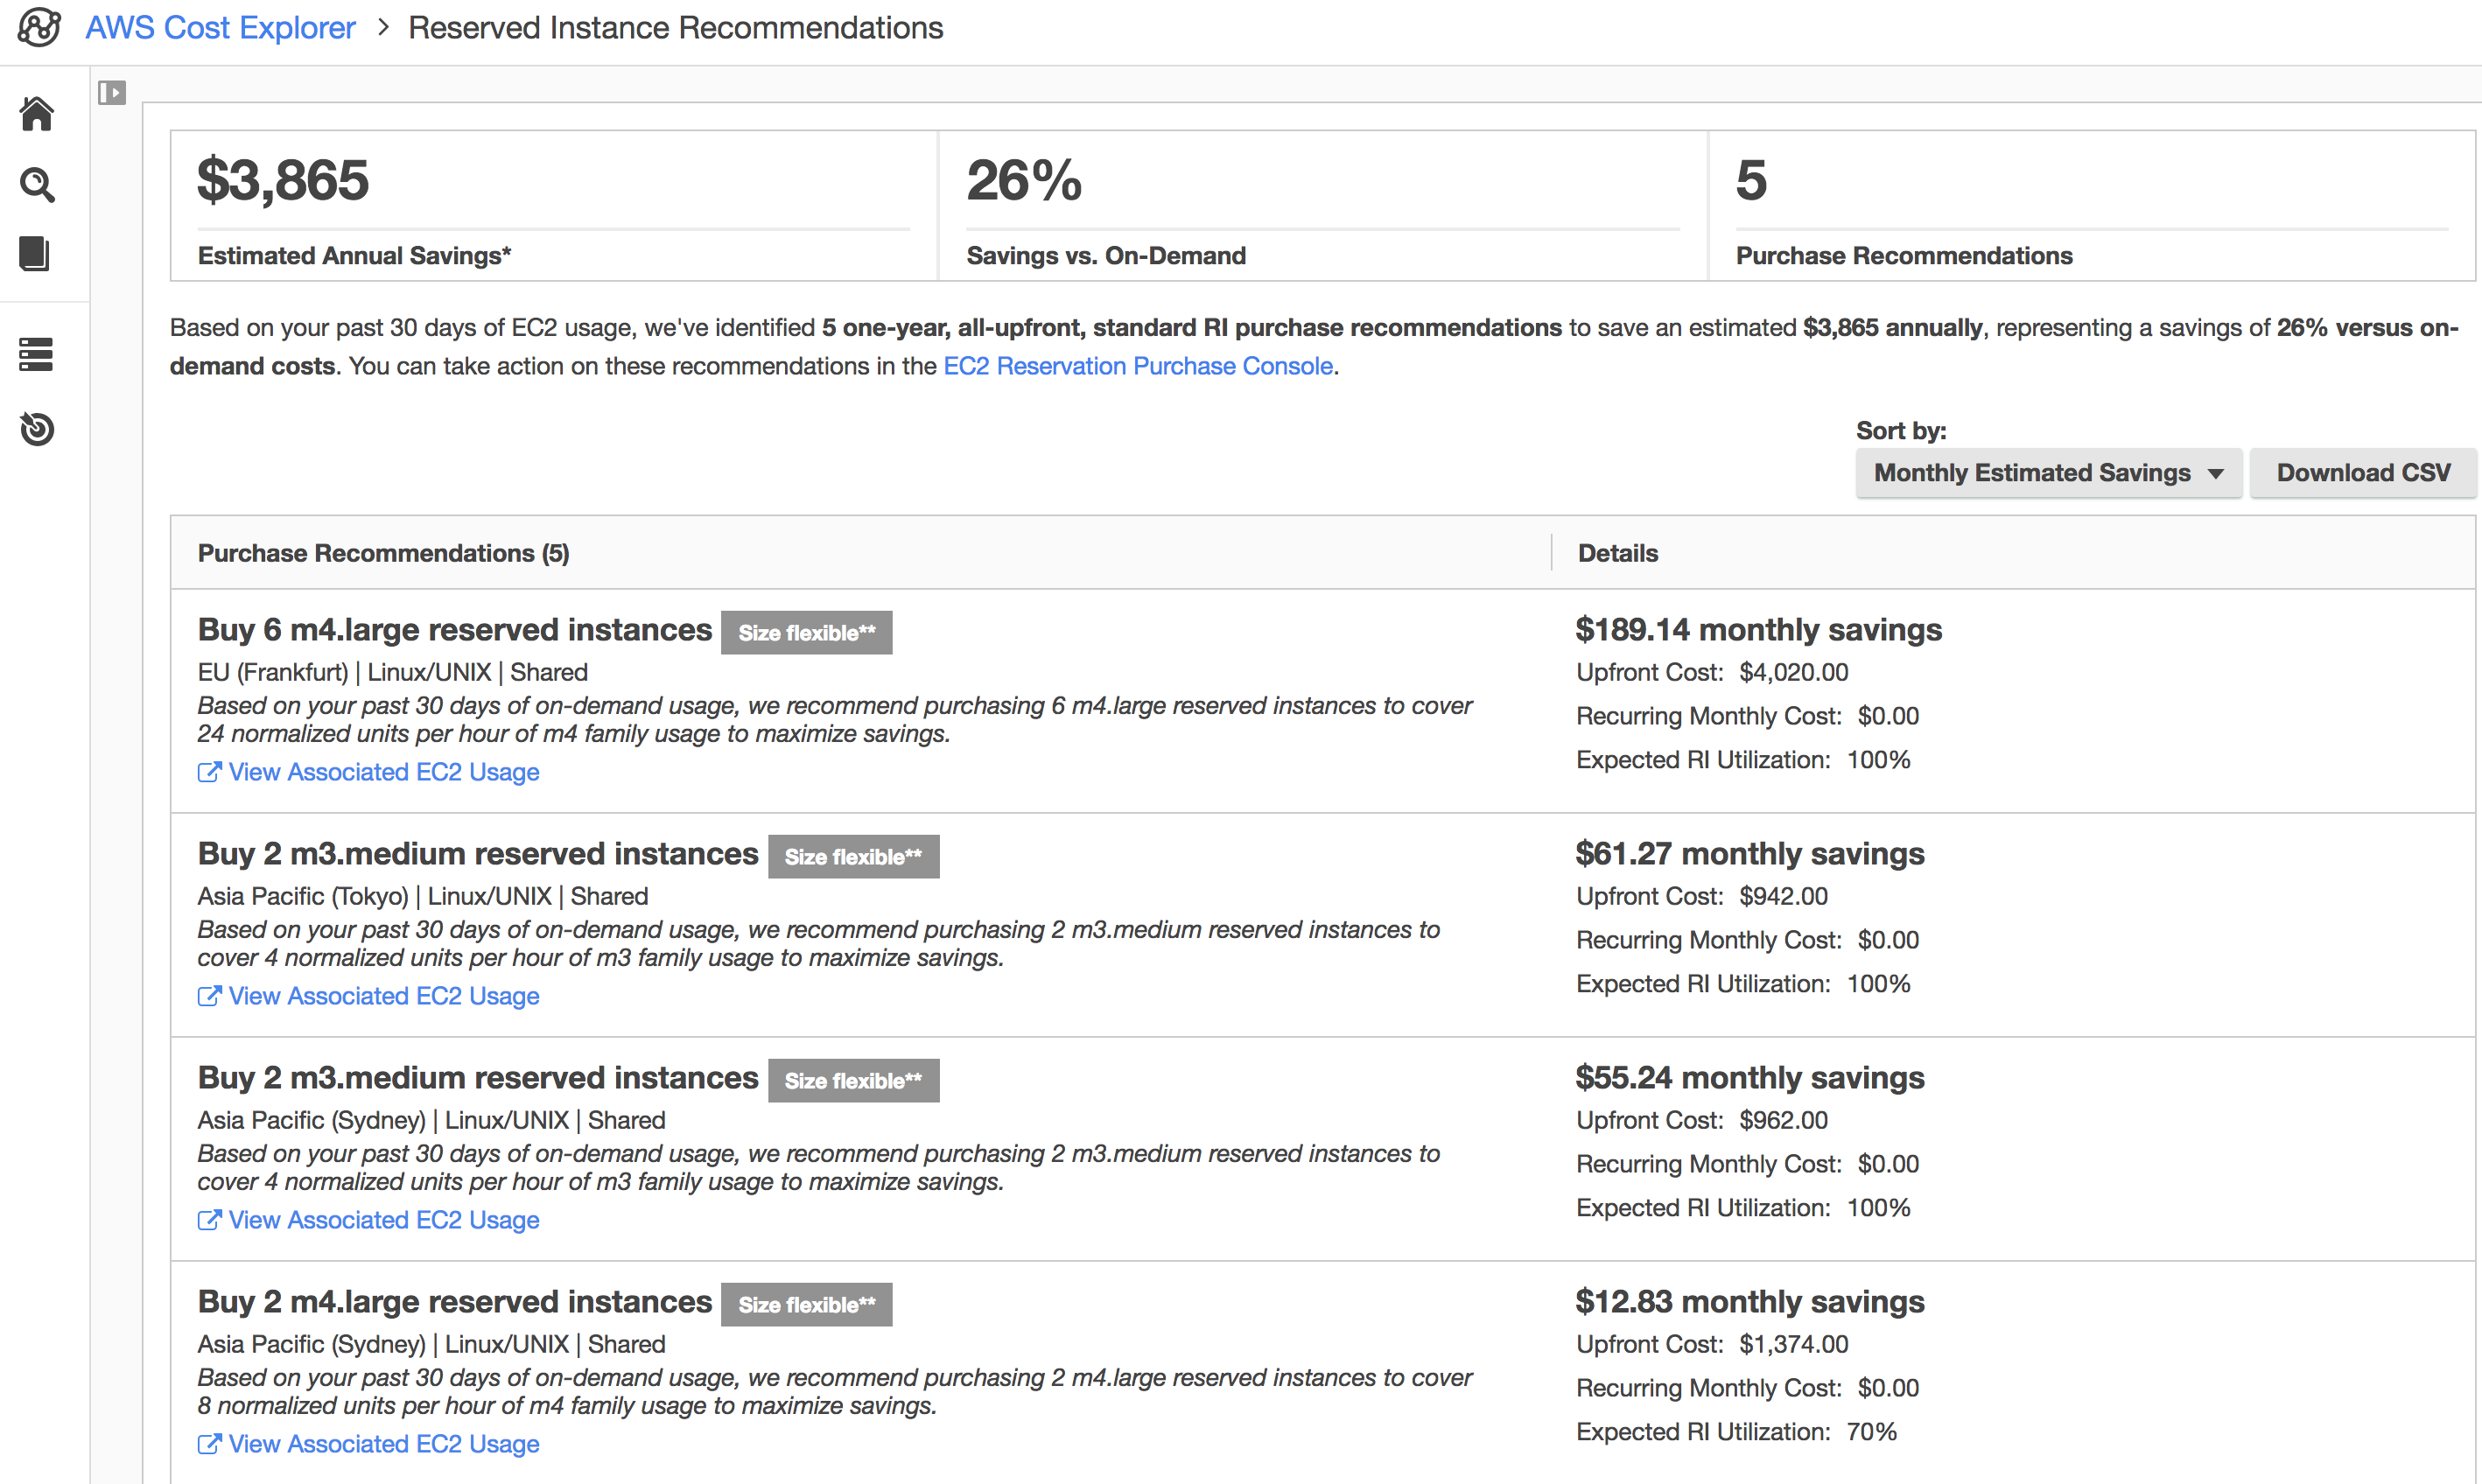 AWS Cost Explorer > Reserved Instance Recommendations
$3,865
Estimated Annual Savings*
26%
Savings vs. On-Demand
5
Purchase Recommendations
Based on your past 30 days of EC2 usage, we've identified 5 one-year, all-upfront, standard RI purchase recommendations to save an estimated $3,865 annually, representing a savings of 26% versus on-
demand costs. You can take action on these recommendations in the EC2 Reservation Purchase Console.
Sort by:
Monthly Estimated Savings
Download CSV
Purchase Recommendations (5)
Details
Buy 6 m4.large reserved instances Size flexible**
EU (Frankfurt) | Linux/UNIX | Shared
Based on your past 30 days of on-demand usage, we recommend purchasing 6 m4.large reserved instances to cover
24 normalized units per hour of m4 family usage to maximize savings.
View Associated EC2 Usage
$189.14 monthly savings
Upfront Cost: $4,020.00
Recurring Monthly Cost: $0.00
Expected RI Utilization: 100%
Buy 2 m3.medium reserved instances Size flexible**
Asia Pacific (Tokyo) | Linux/UNIX | Shared
Based on your past 30 days of on-demand usage, we recommend purchasing 2 m3.medium reserved instances to
cover 4 normalized units per hour of m3 family usage to maximize savings.
View Associated EC2 Usage
$61.27 monthly savings
Upfront Cost: $942.00
Recurring Monthly Cost: $0.00
Expected RI Utilization: 100%
Buy 2 m3.medium reserved instances Size flexible**
Asia Pacific (Sydney) | Linux/UNIX | Shared
Based on your past 30 days of on-demand usage, we recommend purchasing 2 m3.medium reserved instances to
cover 4 normalized units per hour of m3 family usage to maximize savings.
View Associated EC2 Usage
$55.24 monthly savings
Upfront Cost: $962.00
Recurring Monthly Cost: $0.00
Expected RI Utilization: 100%
Buy 2 m4.large reserved instances Size flexible**
Asia Pacific (Sydney) | Linux/UNIX | Shared
Based on your past 30 days of on-demand usage, we recommend purchasing 2 m4.large reserved instances to cover
8 normalized units per hour of m4 family usage to maximize savings.
View Associated EC2 Usage
$12.83 monthly savings
Upfront Cost: $1,374.00
Recurring Monthly Cost: $0.00
Expected RI Utilization: 70%